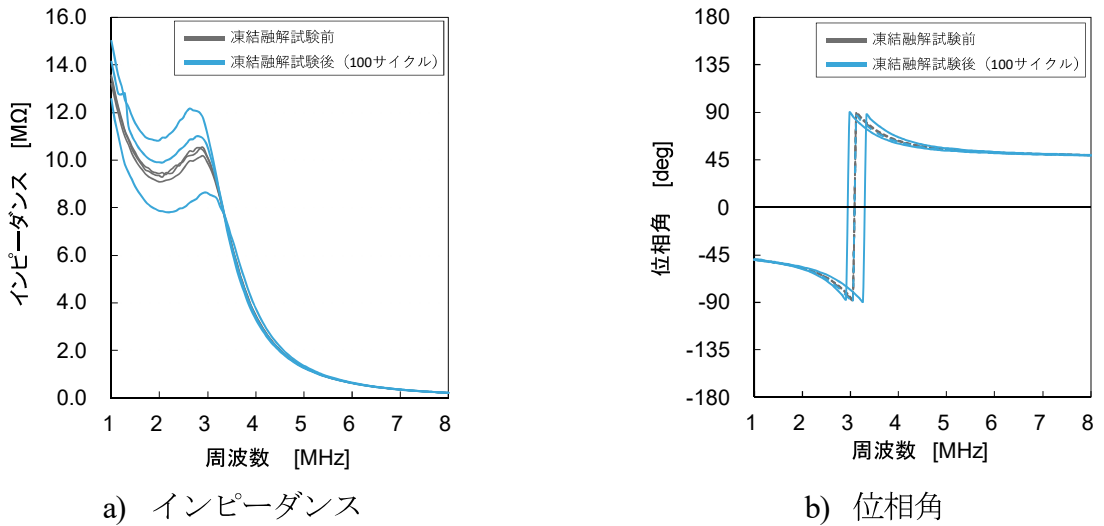 16.0
14.0
12.0
10.0
8.0
6.0
4.0
2.0
0.0
インピーダンス [MΩ]
凍結融解試験前
凍結融解試験後（100サイクル）
1 2 3 4 5 6 7 8
周波数 [MHz]
a) インピーダンス
180
135
90
45
0
-45
-90
-135
-180
位相角 [deg]
凍結融解試験前
凍結融解試験後（100サイクル）
1 2 3 4 5 6 7 8
周波数 [MHz]
b) 位相角